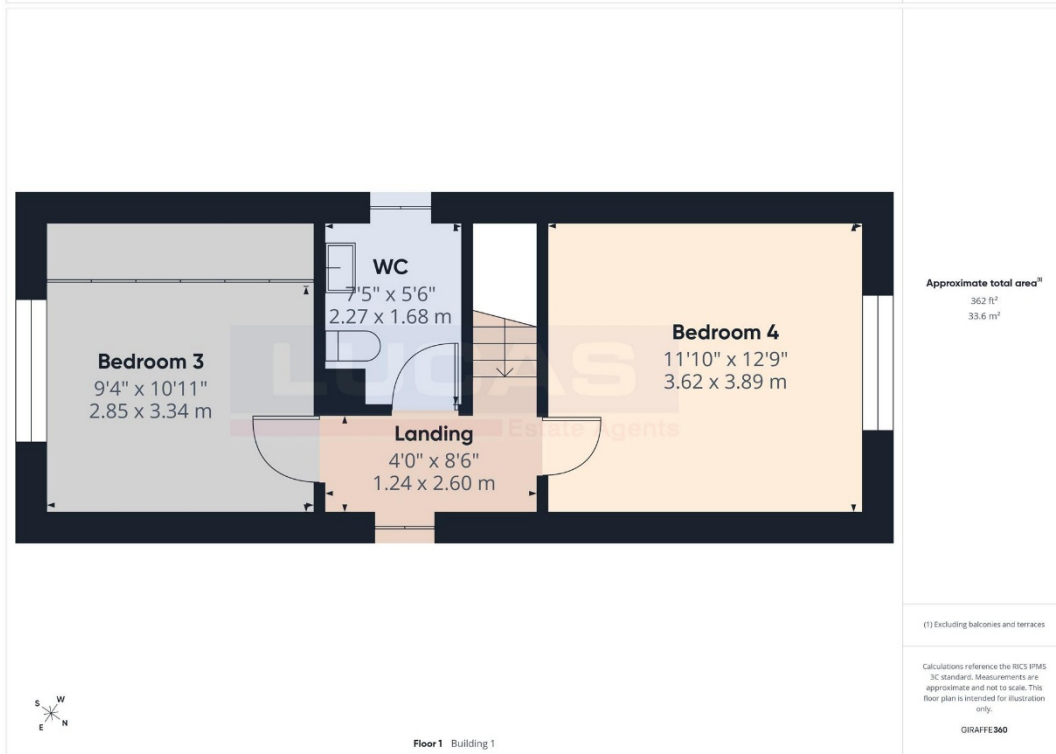 WC
7'5" x 5'6"
2.27 x 1.68 m
Bedroom 3
9'4" x 10'11"
2.85 x 3.34 m
Bedroom 4
11'10" x 12'9"
3.62 x 3.89 m
LUCAS
Estate Agents
Landing
4'0" x 8'6"
1.24 x 2.60 m
Approximate total area⁽¹⁾
362 ft²
33.6 m²
(1) Excluding balconies and terraces
Calculations reference the RICS IPMS
3C standard. Measurements are
approximate and not to scale. This
floor plan is intended for illustration
only.
GIRAFFE360
S W
E N
Floor 1 Building 1